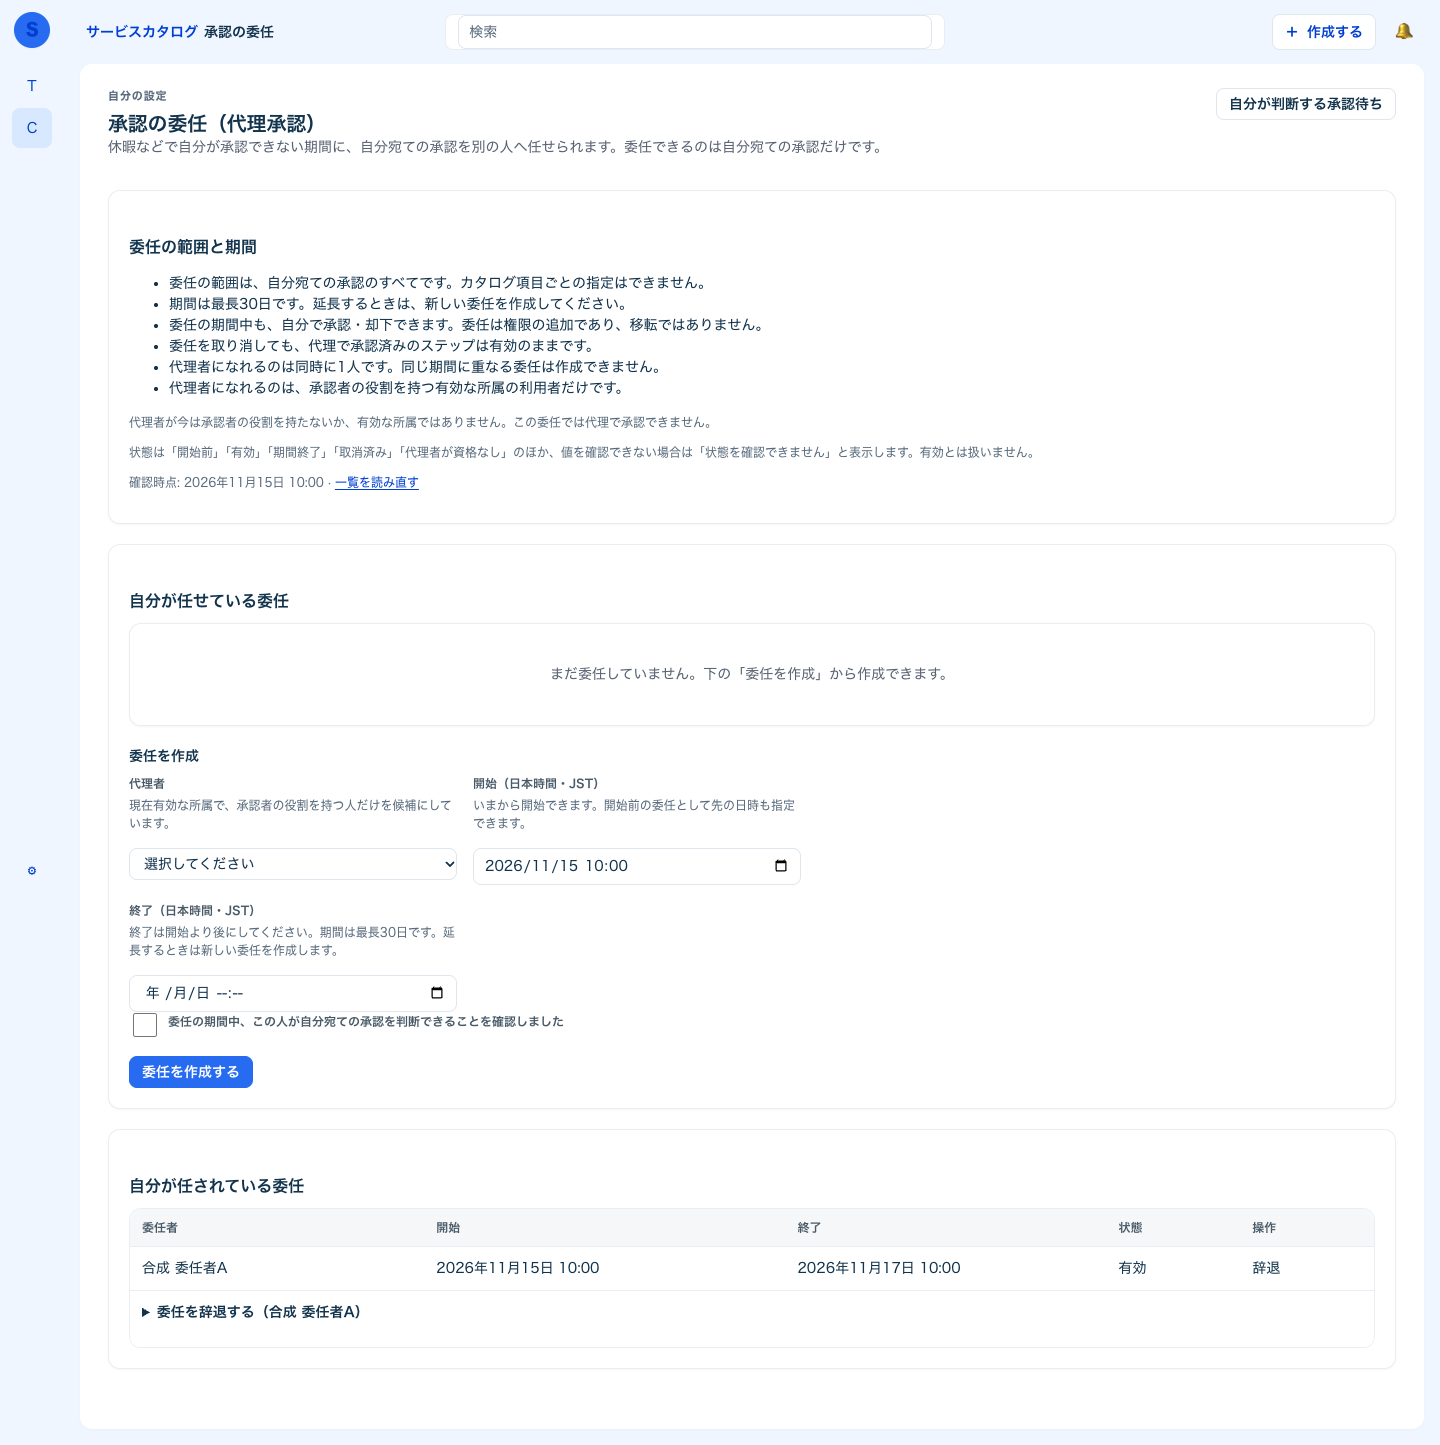 S
サービスカタログ 承認の委任
検索
+ 作成する
T
C
自分の設定
承認の委任（代理承認）
休暇などで自分が承認できない期間に、自分宛ての承認を別の人へ任せられます。委任できるのは自分宛ての承認だけです。
自分が判断する承認待ち
委任の範囲と期間
• 委任の範囲は、自分宛ての承認のすべてです。カタログ項目ごとの指定はできません。
• 期間は最長30日です。延長するときは、新しい委任を作成してください。
• 委任の期間中も、自分で承認・却下できます。委任は権限の追加であり、移転ではありません。
• 委任を取り消しても、代理で承認済みのステップは有効のままです。
• 代理者になれるのは同時に1人です。同じ期間に重なる委任は作成できません。
• 代理者になれるのは、承認者の役割を持つ有効な所属の利用者だけです。
代理者が今は承認者の役割を持たないか、有効な所属ではありません。この委任では代理で承認できません。
状態は「開始前」「有効」「期間終了」「取消済み」「代理者が資格なし」のほか、値を確認できない場合は「状態を確認できません」と表示します。有効とは扱いません。
確認時点: 2026年11月15日 10:00 · 一覧を読み直す
自分が任せている委任
まだ委任していません。下の「委任を作成」から作成できます。
委任を作成
代理者
現在有効な所属で、承認者の役割を持つ人だけを候補にして
います。
選択してください
開始（日本時間・JST）
いまから開始できます。開始前の委任として先の日時も指定
できます。
2026/11/15 10:00
終了（日本時間・JST）
終了は開始より後にしてください。期間は最長30日です。延
長するときは新しい委任を作成します。
年 /月/日 --:--
委任の期間中、この人が自分宛ての承認を判断できることを確認しました
委任を作成する
自分が任されている委任
委任者 開始 終了 状態 操作
合成 委任者A 2026年11月15日 10:00 2026年11月17日 10:00 有効 辞退
▶ 委任を辞退する（合成 委任者A）